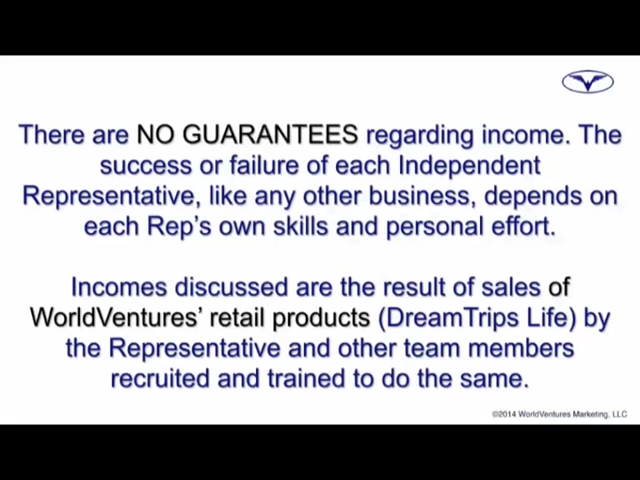 There are NO GUARANTEES regarding income. The
success or failure of each Independent
Representative, like any other business, depends on
each Rep's own skills and personal effort.
Incomes discussed are the result of sales of
WorldVentures' retail products (DreamTrips Life) by
the Representative and other team members
recruited and trained to do the same.
©2014 WorldVentures Marketing, LLC